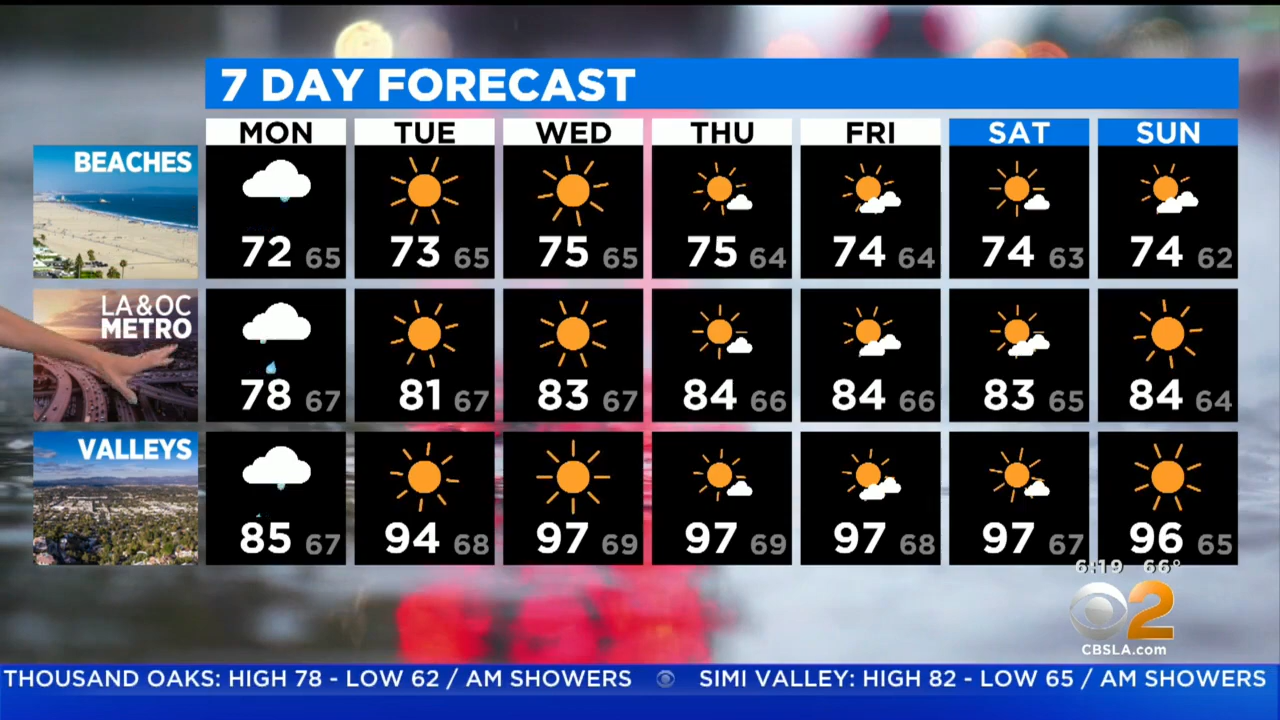 7 DAY FORECAST
MON TUE WED THU FRI SAT SUN
BEACHES
72 65 73 65 75 65 75 64 74 64 74 63 74 62
LA&OC
METRO
78 67 81 67 83 67 84 66 84 66 83 65 84 64
VALLEYS
85 67 94 68 97 69 97 69 97 68 97 67 96 65
6:19 66°
2
CBSLA.com
THOUSAND OAKS: HIGH 78 - LOW 62 / AM SHOWERS SIMI VALLEY: HIGH 82 - LOW 65 / AM SHOWERS